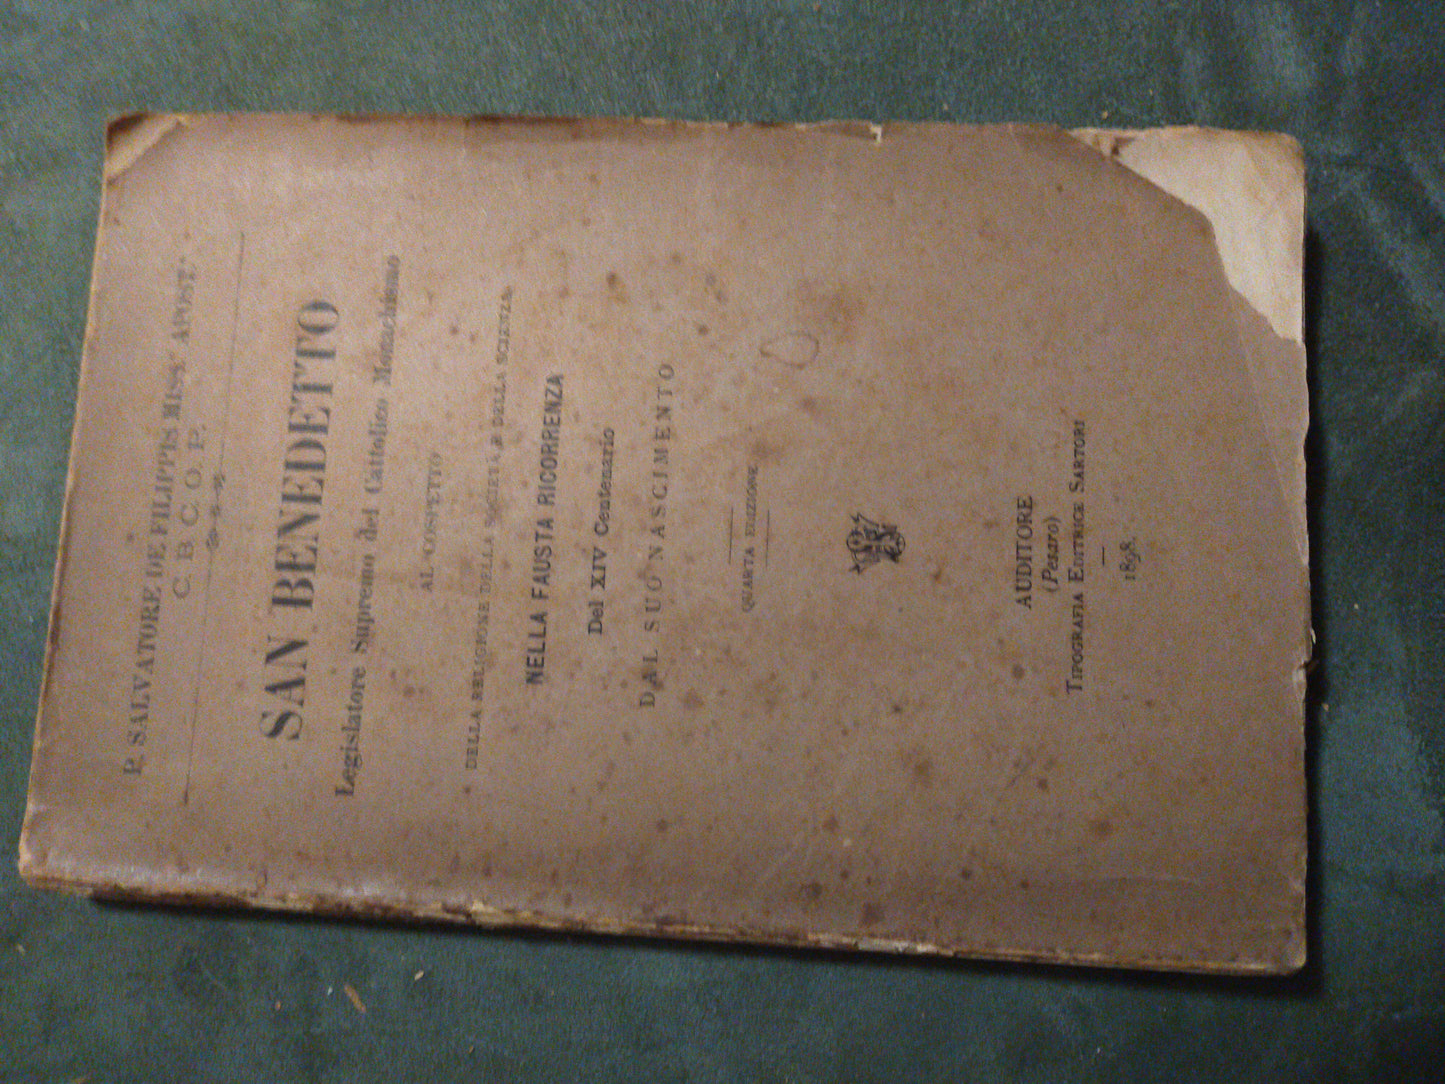 P. SALVATORE DE FILIPPIS MISS.° APOST.°
C. B. C. O. P.
SAN BENEDETTO
Legislatore Supremo del Cattolico Monachismo
AL COSPETTO
DELLA RELIGIONE DELLA SOCIETÀ E DELLA SCIENZA
NELLA FAUSTA RICORRENZA
Del XIV Centenario
DAL SUO NASCIMENTO
QUARTA EDIZIONE
AUDITORE
(Pesaro)
TIPOGRAFIA EDITRICE SARTORI
1898.